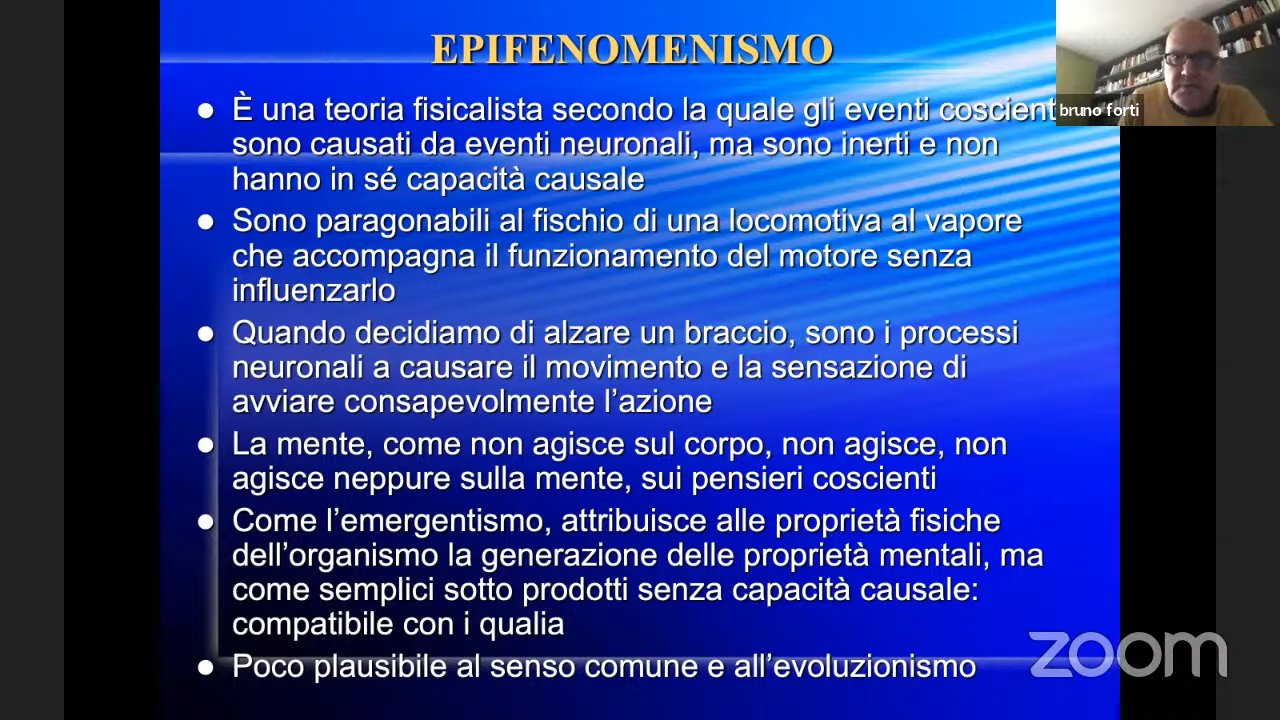 EPIFENOMENISMO
● È una teoria fisicalista secondo la quale gli eventi coscient
sono causati da eventi neuronali, ma sono inerti e non
hanno in sé capacità causale
● Sono paragonabili al fischio di una locomotiva al vapore
che accompagna il funzionamento del motore senza
influenzarlo
● Quando decidiamo di alzare un braccio, sono i processi
neuronali a causare il movimento e la sensazione di
avviare consapevolmente l’azione
● La mente, come non agisce sul corpo, non agisce, non
agisce neppure sulla mente, sui pensieri coscienti
● Come l’emergentismo, attribuisce alle proprietà fisiche
dell’organismo la generazione delle proprietà mentali, ma
come semplici sotto prodotti senza capacità causale:
compatibile con i qualia
● Poco plausibile al senso comune e all’evoluzionismo
bruno forti
zoom